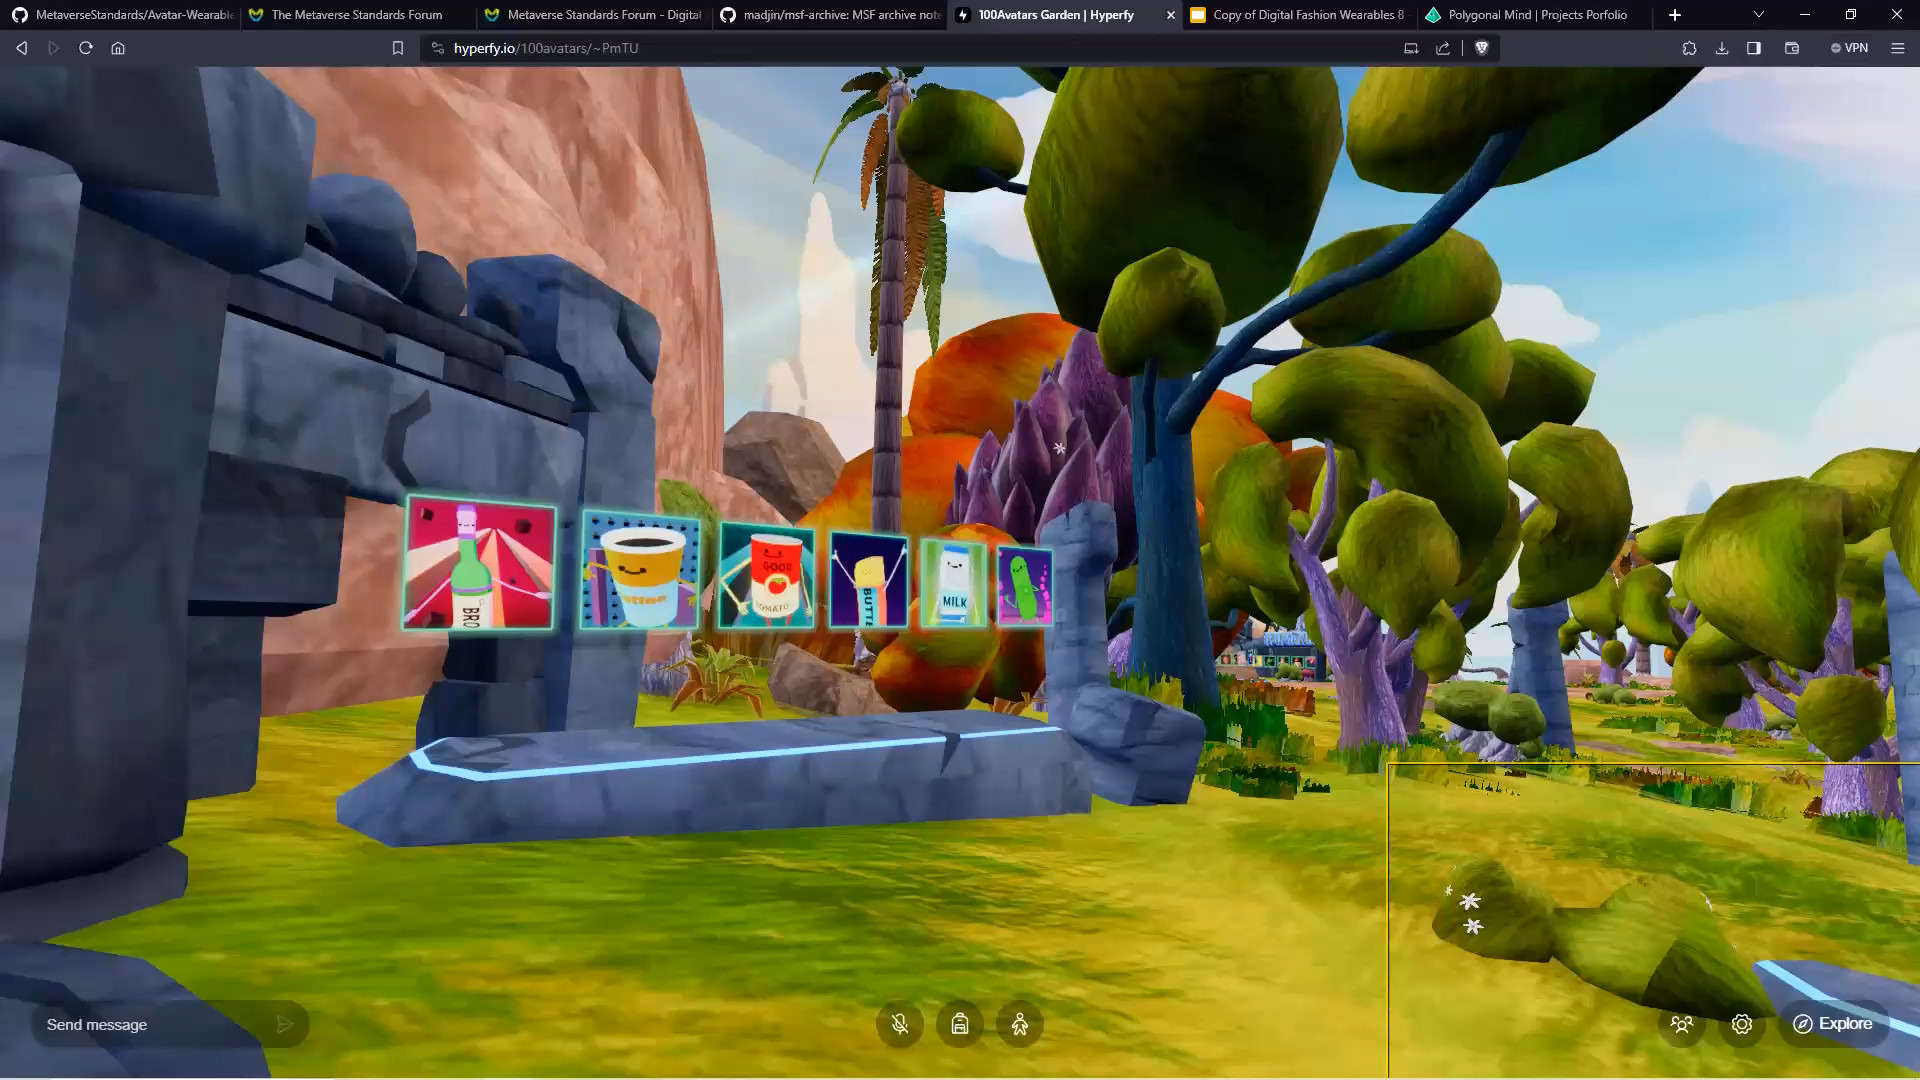 MetaverseStandards/Avatar-Wearabl
The Metaverse Standards Forum
Metaverse Standards Forum - Digital
madjin/msf-archive: MSF archive note
100Avatars Garden | Hyperfy
Copy of Digital Fashion Wearables 8
Polygonal Mind | Projects Porfolio
hyperfy.io/100avatars/~PmTU
VPN
BRO
GOOD
TOMATO
BUTTE
MILK
Send message
Explore